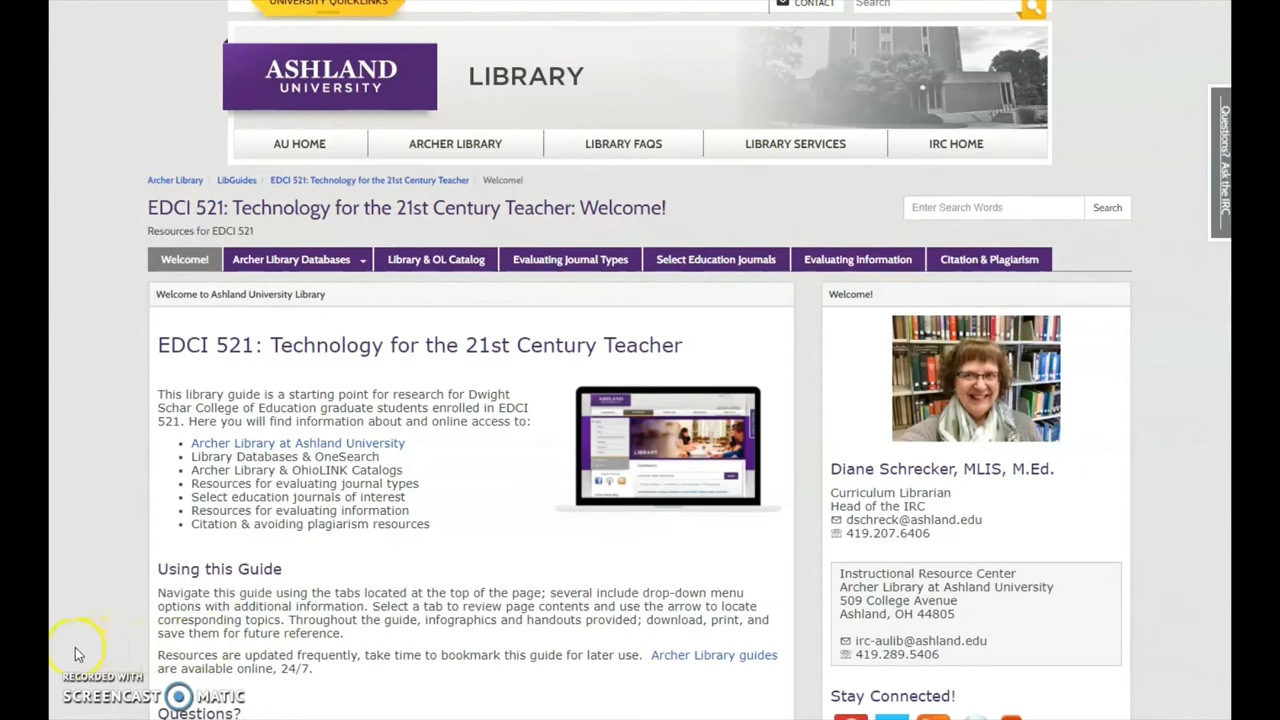 UNIVERSITY QUICKLINKS
CONTACT
Search
ASHLAND
UNIVERSITY
LIBRARY
AU HOME
ARCHER LIBRARY
LIBRARY FAQS
LIBRARY SERVICES
IRC HOME
Questions? Ask the IRC
Archer Library / LibGuides / EDCI 521: Technology for the 21st Century Teacher / Welcome!
EDCI 521: Technology for the 21st Century Teacher: Welcome!
Enter Search Words
Search
Resources for EDCI 521
Welcome!
Archer Library Databases
Library & OL Catalog
Evaluating Journal Types
Select Education Journals
Evaluating Information
Citation & Plagiarism
Welcome to Ashland University Library
EDCI 521: Technology for the 21st Century Teacher
This library guide is a starting point for research for Dwight
Schar College of Education graduate students enrolled in EDCI
521. Here you will find information about and online access to:
• Archer Library at Ashland University
• Library Databases & OneSearch
• Archer Library & OhioLINK Catalogs
• Resources for evaluating journal types
• Select education journals of interest
• Resources for evaluating information
• Citation & avoiding plagiarism resources
ASHLAND
LIBRARY
Using this Guide
Navigate this guide using the tabs located at the top of the page; several include drop-down menu
options with additional information. Select a tab to review page contents and use the arrow to locate
corresponding topics. Throughout the guide, infographics and handouts provided; download, print, and
save them for future reference.
Resources are updated frequently, take time to bookmark this guide for later use. Archer Library guides
are available online, 24/7.
Questions?
Welcome!
Diane Schrecker, MLIS, M.Ed.
Curriculum Librarian
Head of the IRC
dschreck@ashland.edu
419.207.6406
Instructional Resource Center
Archer Library at Ashland University
509 College Avenue
Ashland, OH 44805
irc-aulib@ashland.edu
419.289.5406
Stay Connected!
RECORDED WITH
SCREENCAST MATIC